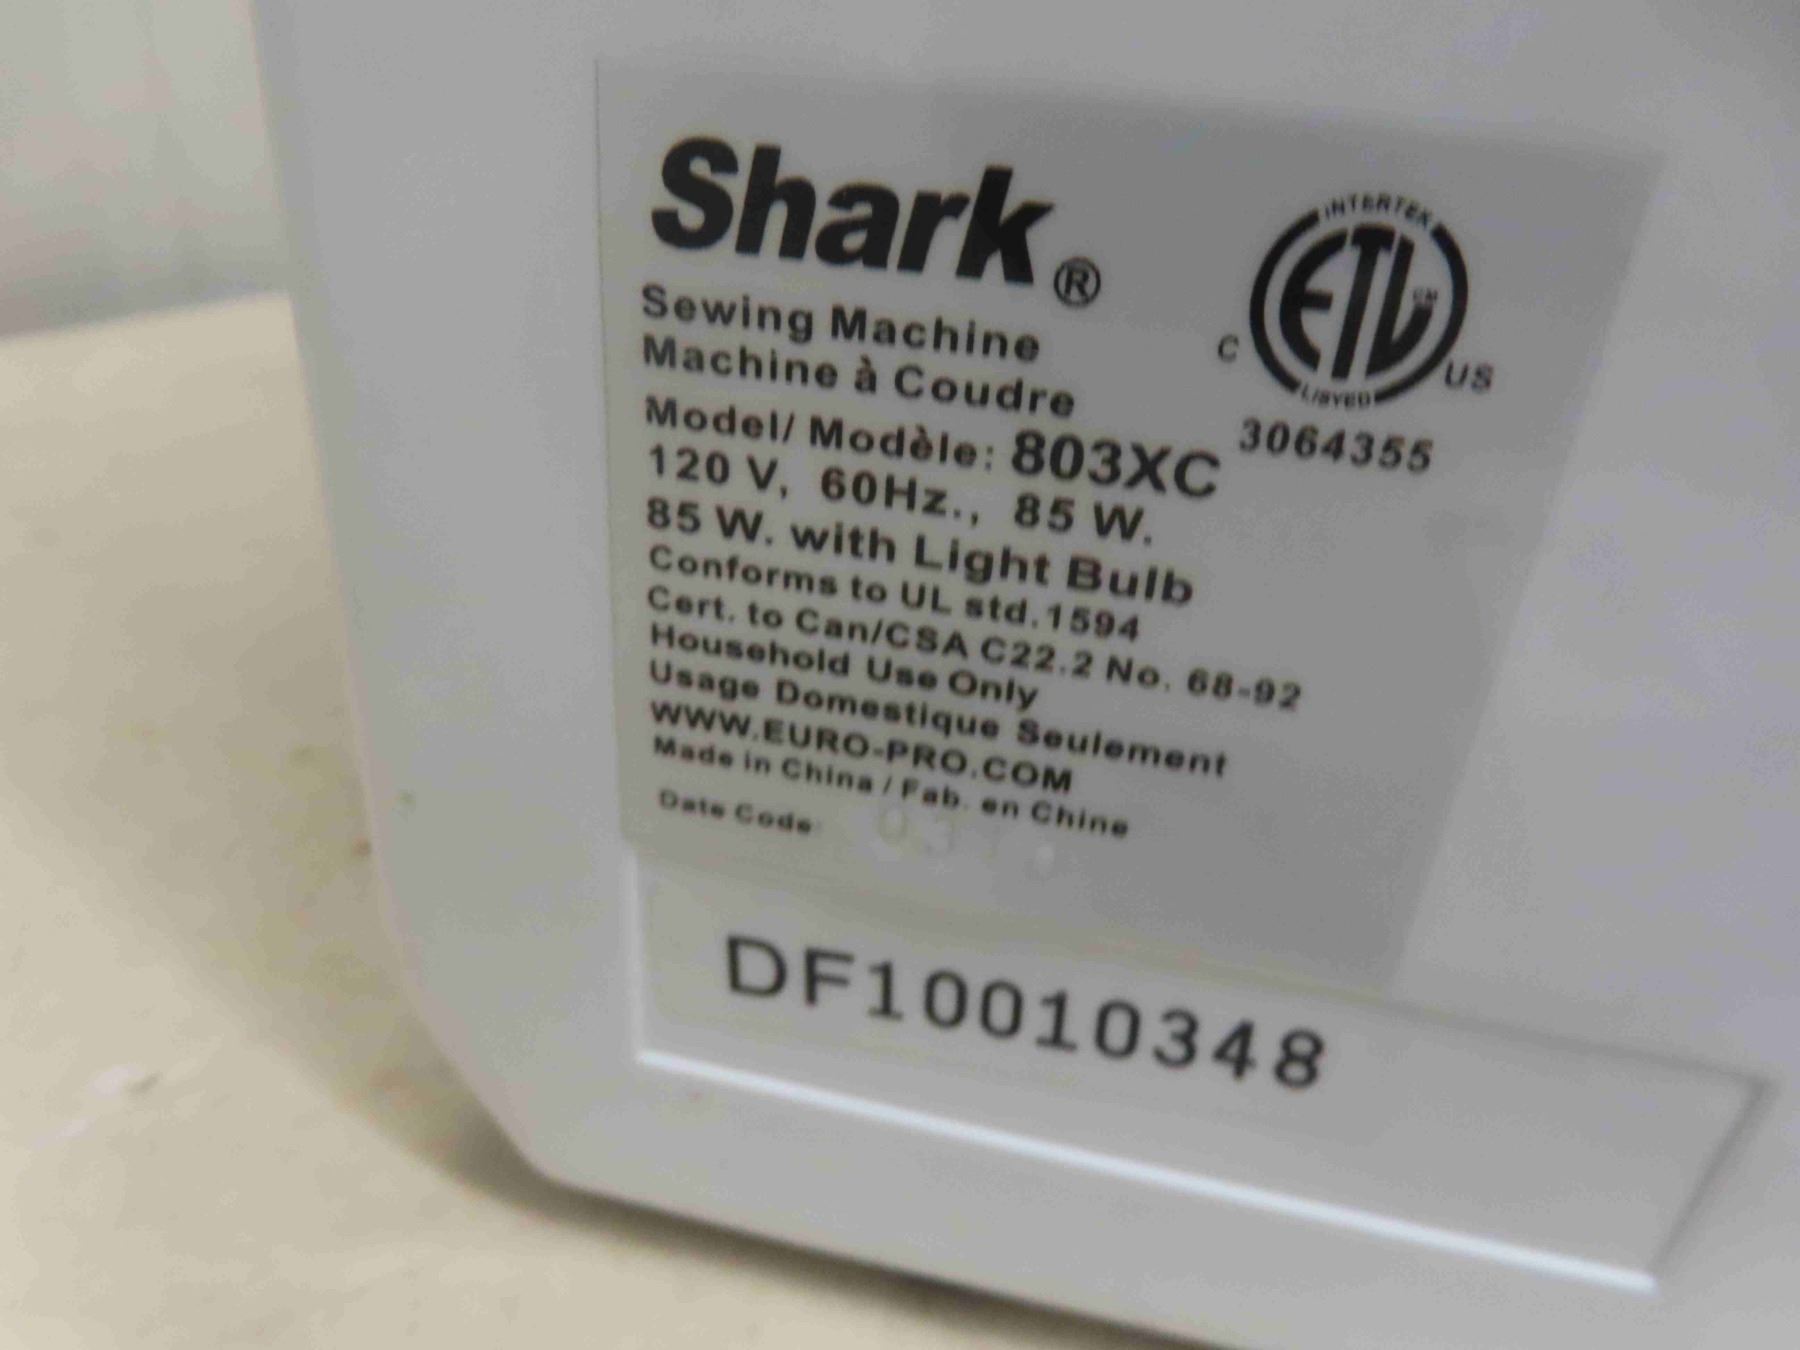 Shark®
Sewing Machine
Machine à Coudre
Model/ Modèle: 803XC
120 V, 60Hz., 85 W.
85 W. with Light Bulb
Conforms to UL std.1594
Cert. to Can/CSA C22.2 No. 68-92
Household Use Only
Usage Domestique Seulement
WWW.EURO-PRO.COM
Made in China / Fab. en China
Date Code:
INTERTEK
ETL CM
C US
LISTED
3064355
DF10010348